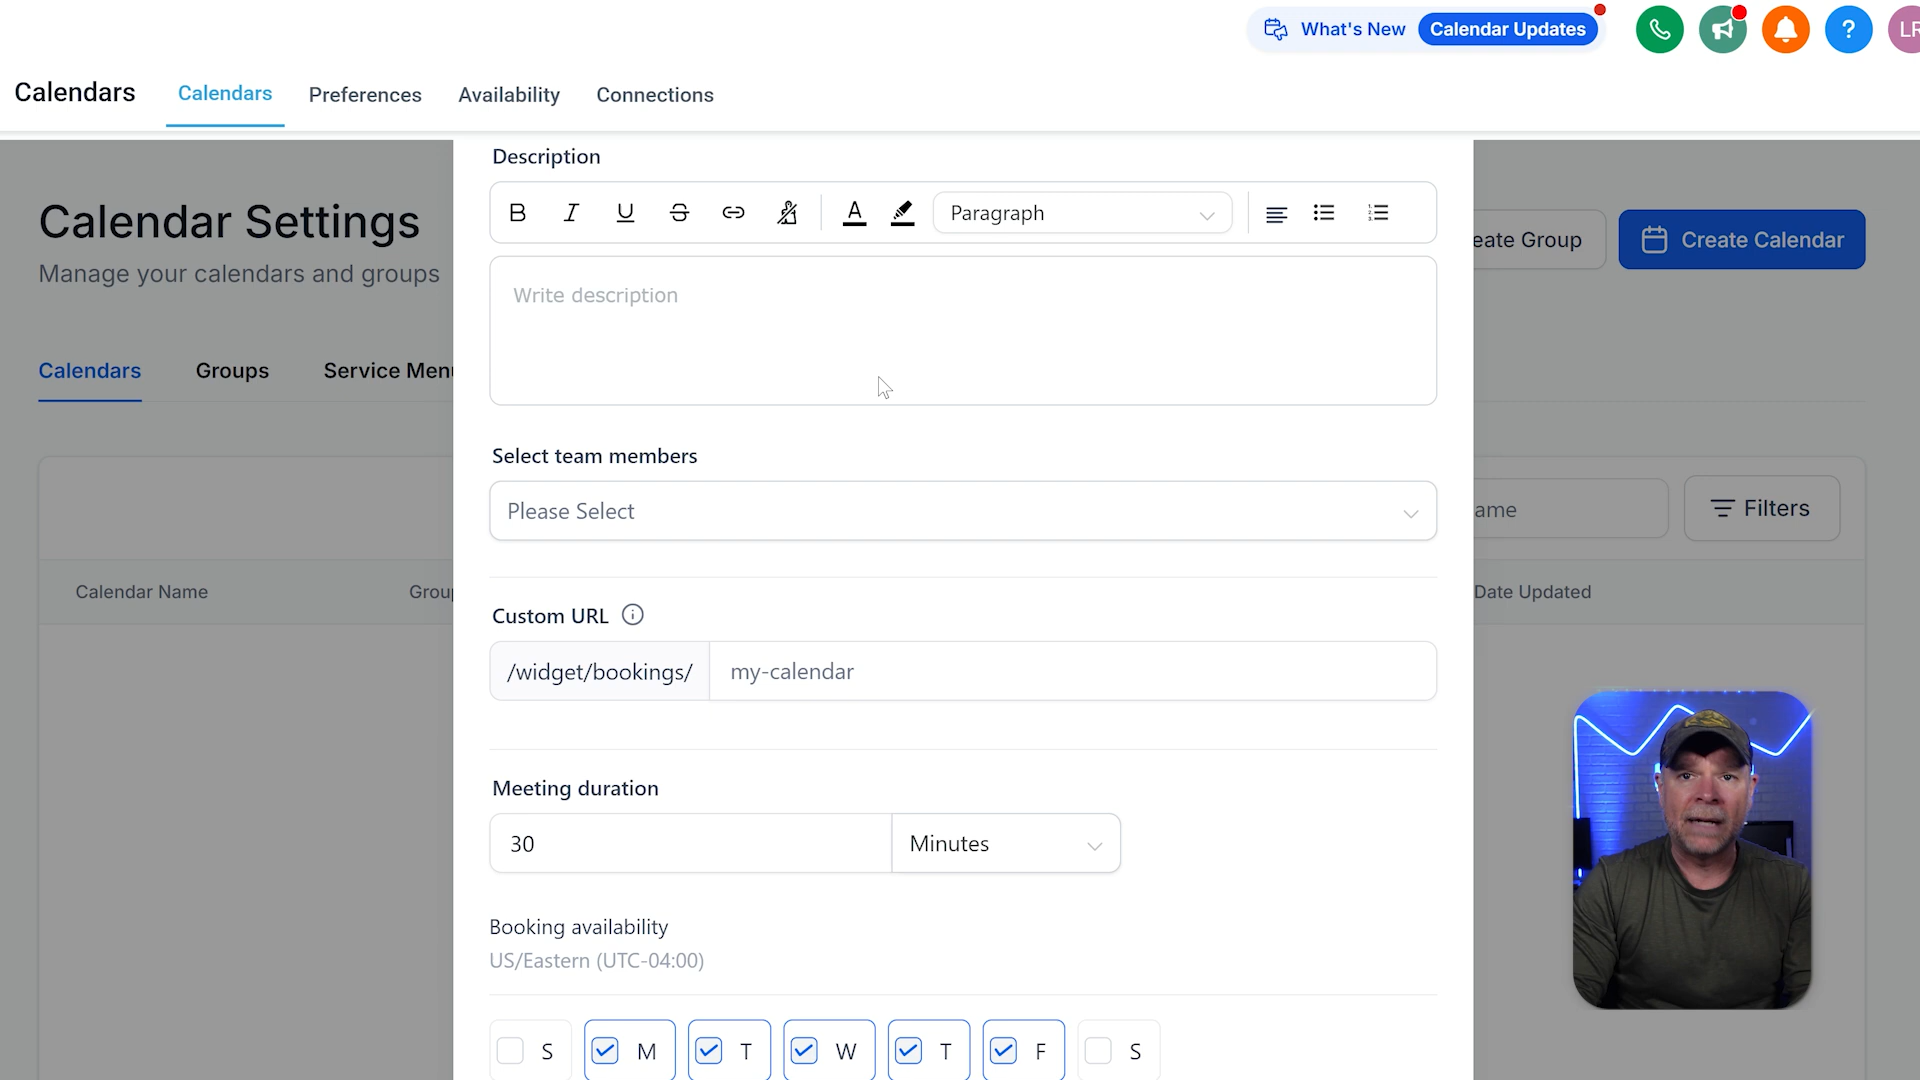 What's New Calendar Updates
? LR
Calendars Calendars Preferences Availability Connections
Description
Calendar Settings
Manage your calendars and groups
B I U S A Paragraph
eate Group Create Calendar
Write description
Calendars Groups Service Menu
Select team members
Please Select
ame Filters
Calendar Name Group Date Updated
Custom URL
/widget/bookings/ my-calendar
Meeting duration
30 Minutes
Booking availability
US/Eastern (UTC-04:00)
S M T W T F S